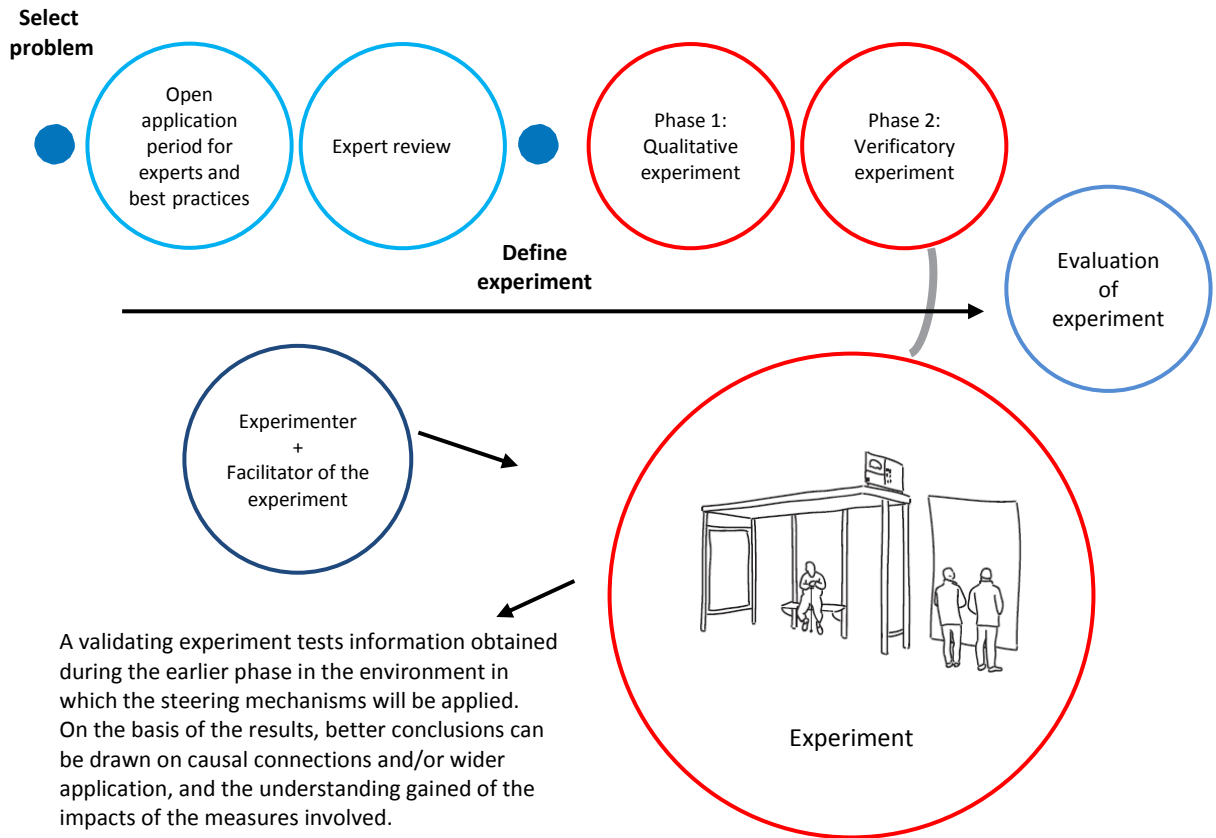 Select
problem
Open
application
period for
experts and
best practices
Expert review
Phase 1:
Qualitative
experiment
Phase 2:
Verificatory
experiment
Define
experiment
Evaluation
of
experiment
Experimenter
+
Facilitator of the
experiment
A validating experiment tests information obtained
during the earlier phase in the environment in
which the steering mechanisms will be applied.
On the basis of the results, better conclusions can
be drawn on causal connections and/or wider
application, and the understanding gained of the
impacts of the measures involved.
Experiment